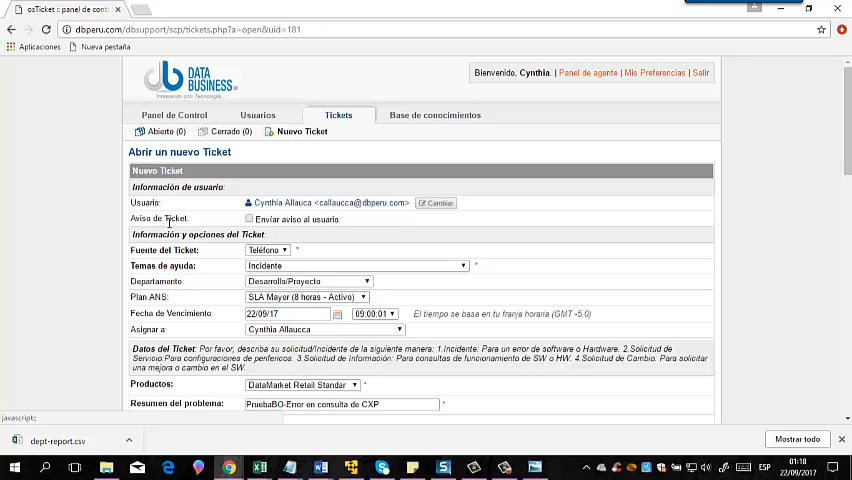 osTicket :: panel de cont
dbperu.com/dbsupport/scp/tickets.php?a=open&uid=181
Aplicaciones Nueva pestaña
DATA
BUSINESS
Innovando con Tecnología...
Bienvenido, Cynthia. | Panel de agente | Mis Preferencias | Salir
Panel de Control Usuarios Tickets Base de conocimientos
Abierto (0) Cerrado (0) Nuevo Ticket
Abrir un nuevo Ticket
Nuevo Ticket
Información de usuario:
Usuario: Cynthia Allauca <callaucca@dbperu.com> Cambiar
Aviso de Ticket: Envíar aviso al usuario.
Información y opciones del Ticket:
Fuente del Ticket: Teléfono *
Temas de ayuda: Incidente *
Departamento: Desarrollo/Proyecto
Plan ANS: SLA Mayor (8 horas - Activo)
Fecha de Vencimiento: 22/09/17 09:00:01 El tiempo se basa en tu franja horaria (GMT -5.0)
Asignar a: Cynthia Allaucca
Datos del Ticket: Por favor, describa su solicitud/Incidente de la siguiente manera: 1.Incidente: Para un error de software o Hardware. 2.Solicitud de
Servicio:Para configuraciones de perifericos. 3.Solicitud de Información: Para consultas de funcionamiento de SW o HW. 4.Solicitud de Cambio: Para solicitar
una mejora o cambio en el SW.
Productos: DataMarket Retail Standar *
Resumen del problema: PruebaBO-Error en consulta de CXP *
javascript:;
dept-report.csv Mostrar todo
ESP
01:18
22/09/2017